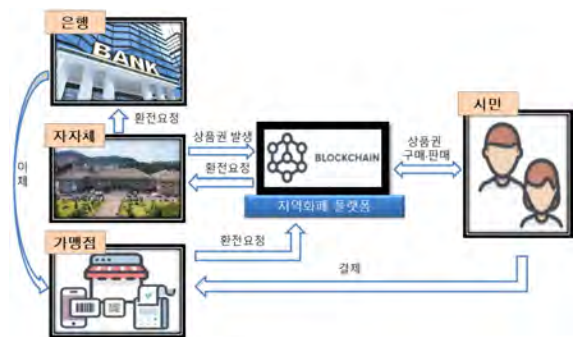 은행
BANK
환전요청
이체
자자체
상품권 발생
환전요청
BLOCKCHAIN
지역화폐 플랫폼
상품권
구매·판매
시민
가맹점
환전요청
결제